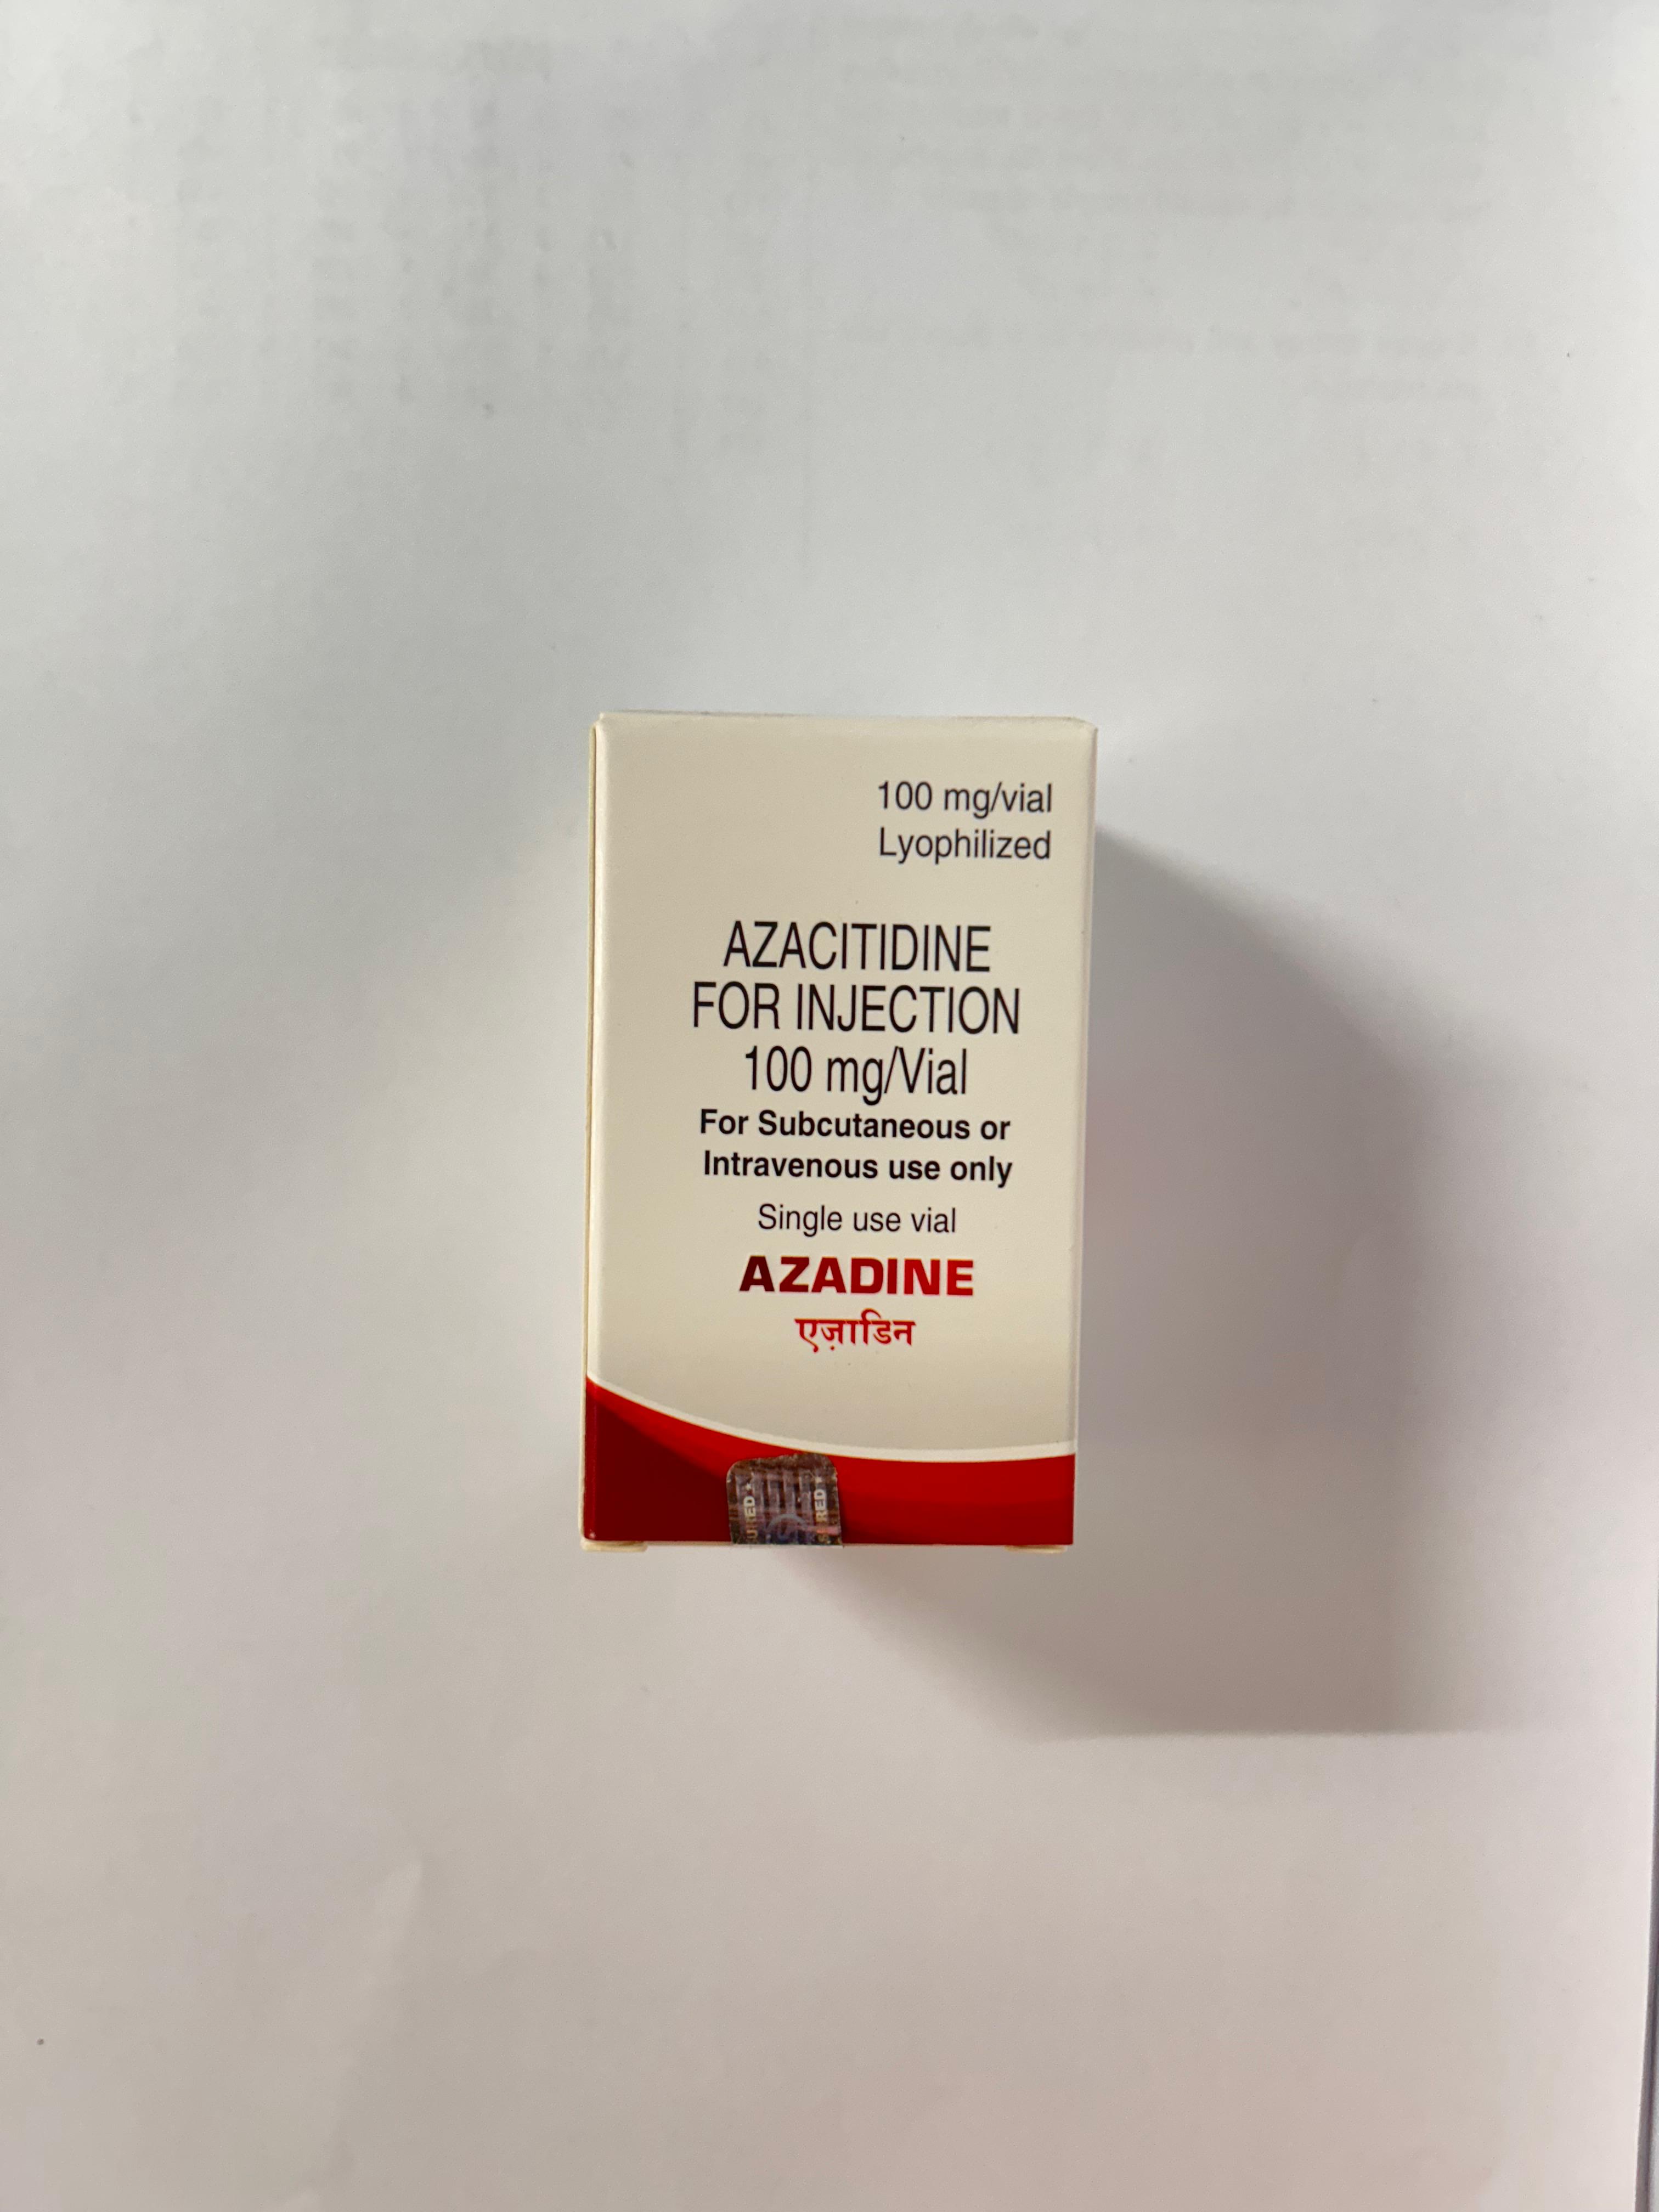 100 mg/vial
Lyophilized
AZACITIDINE
FOR INJECTION
100 mg/Vial
For Subcutaneous or
Intravenous use only
Single use vial
AZADINE
एज़ाडिन